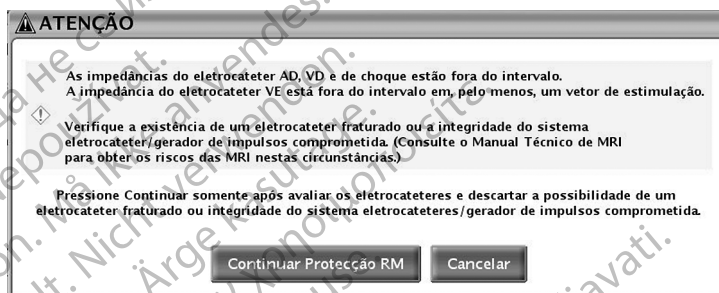 ATENÇÃO
As impedâncias do eletrocateter AD, VD e de choque estão fora do intervalo.
A impedância do eletrocateter VE está fora do intervalo em, pelo menos, um vetor de estimulação.
Verifique a existência de um eletrocateter fraturado ou a integridade do sistema
eletrocateter/gerador de impulsos comprometida. (Consulte o Manual Técnico de MRI
para obter os riscos das MRI nestas circunstâncias.)
Pressione Continuar somente após avaliar os eletrocateteres e descartar a possibilidade de um
eletrocateter fraturado ou integridade do sistema eletrocateteres/gerador de impulsos comprometida.
Continuar Protecção RM
Cancelar